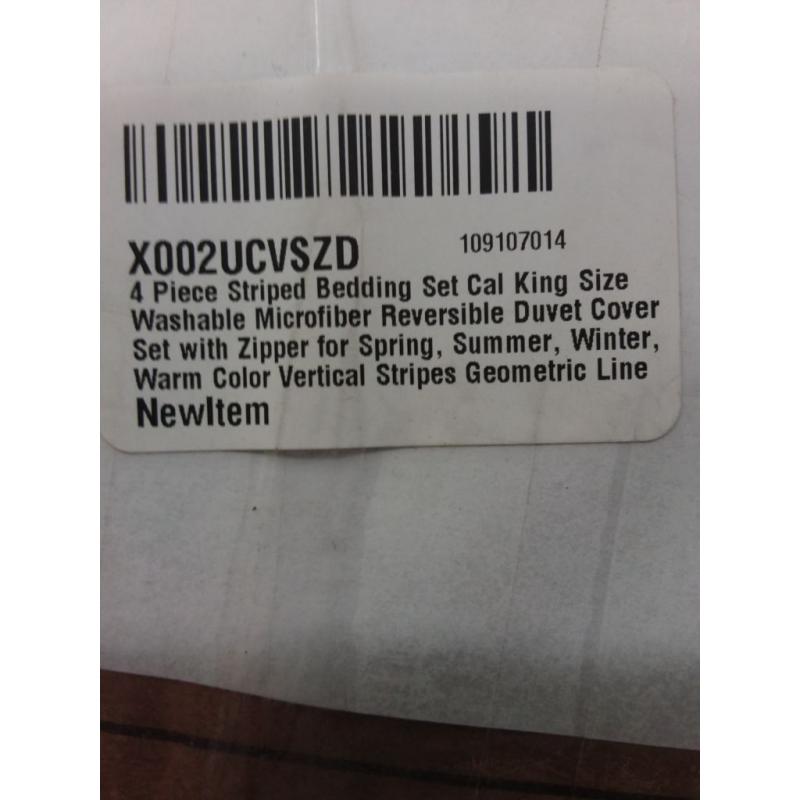 X002UCVSZD 109107014
4 Piece Striped Bedding Set Cal King Size
Washable Microfiber Reversible Duvet Cover
Set with Zipper for Spring, Summer, Winter,
Warm Color Vertical Stripes Geometric Line
NewItem